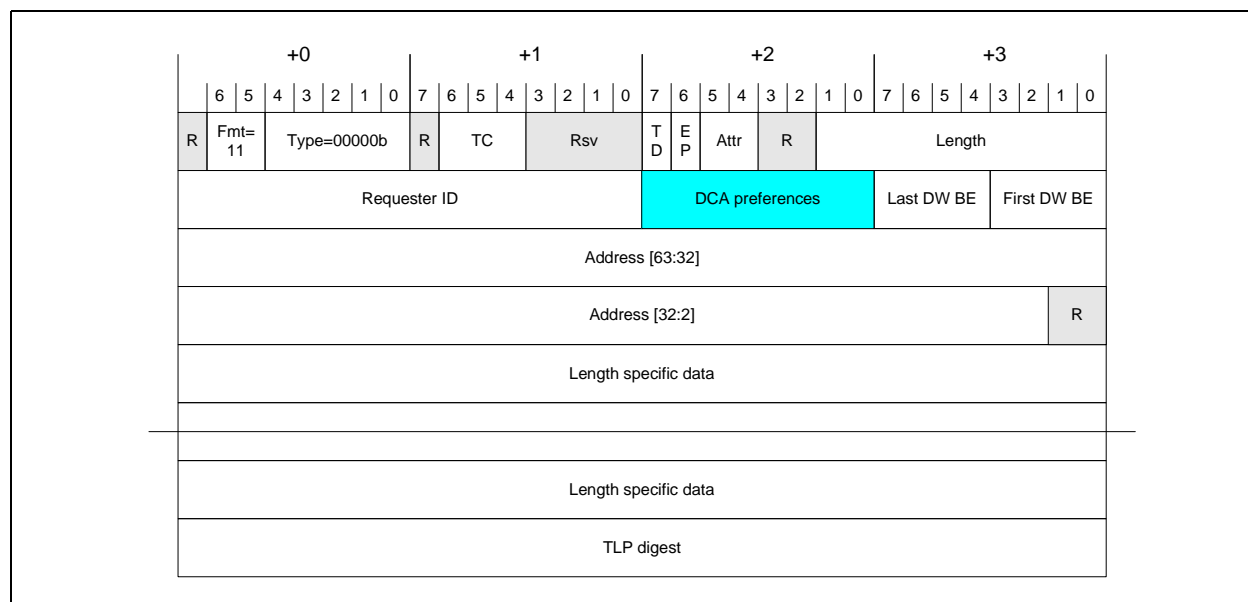 +0 +1 +2 +3
6 5 4 3 2 1 0 7 6 5 4 3 2 1 0 7 6 5 4 3 2 1 0 7 6 5 4 3 2 1 0
R Fmt= 11 Type=00000b R TC Rsv T D E P Attr R Length
Requester ID DCA preferences Last DW BE First DW BE
Address [63:32]
Address [32:2] R
Length specific data
Length specific data
TLP digest